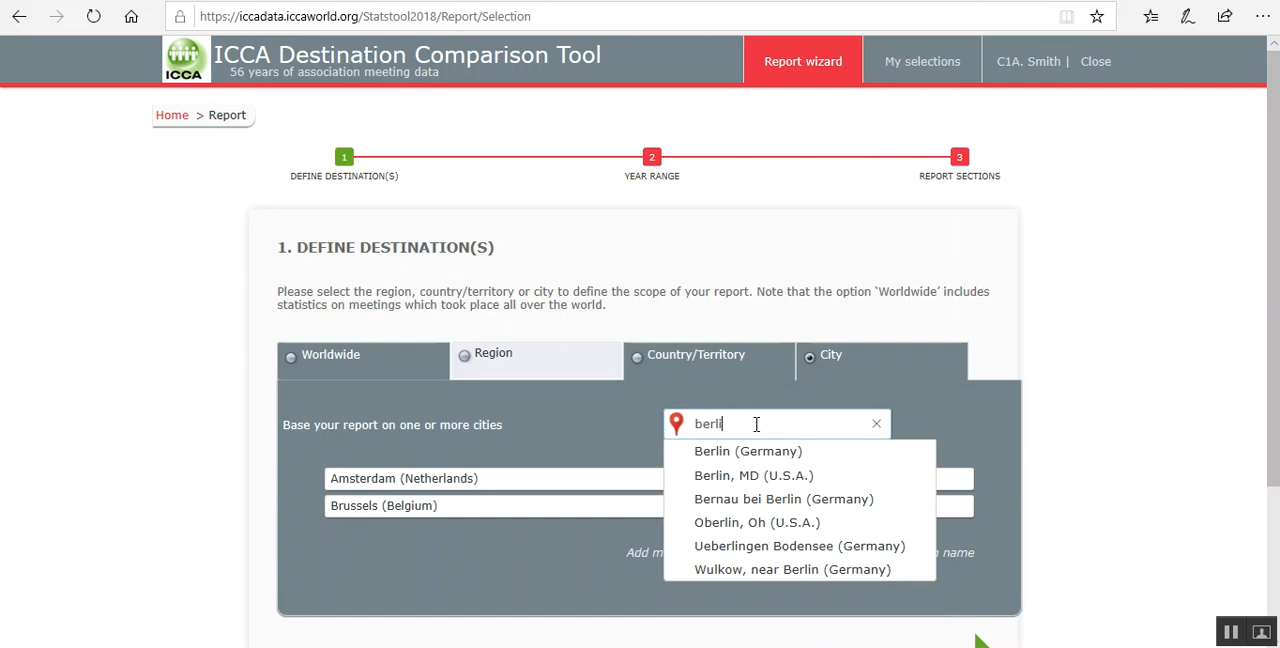 https://iccadata.iccaworld.org/Statstool2018/Report/Selection
ICCA
ICCA Destination Comparison Tool
56 years of association meeting data
Report wizard
My selections
C1A. Smith |
Close
Home > Report
1
2
3
DEFINE DESTINATION(S)
YEAR RANGE
REPORT SECTIONS
1. DEFINE DESTINATION(S)
Please select the region, country/territory or city to define the scope of your report. Note that the option ‘Worldwide’ includes
statistics on meetings which took place all over the world.
Worldwide
Region
Country/Territory
City
Base your report on one or more cities
berli
Berlin (Germany)
Berlin, MD (U.S.A.)
Bernau bei Berlin (Germany)
Oberlin, Oh (U.S.A.)
Ueberlingen Bodensee (Germany)
Wulkow, near Berlin (Germany)
Amsterdam (Netherlands)
Brussels (Belgium)
Add
name